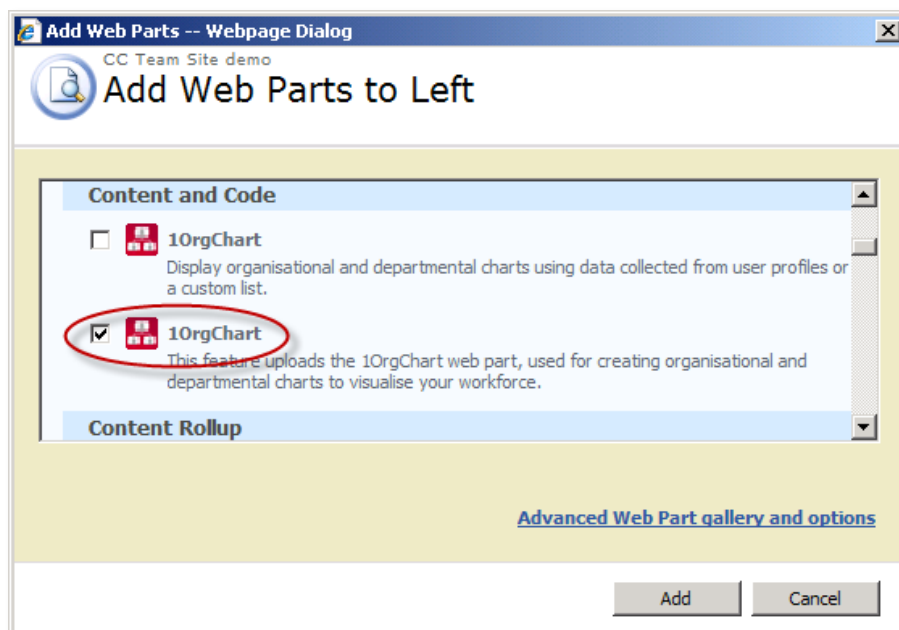 Add Web Parts -- Webpage Dialog
CC Team Site demo
Add Web Parts to Left
Content and Code
1OrgChart
Display organisational and departmental charts using data collected from user profiles or
a custom list.
1OrgChart
This feature uploads the 1OrgChart web part, used for creating organisational and
departmental charts to visualise your workforce.
Content Rollup
Advanced Web Part gallery and options
Add
Cancel